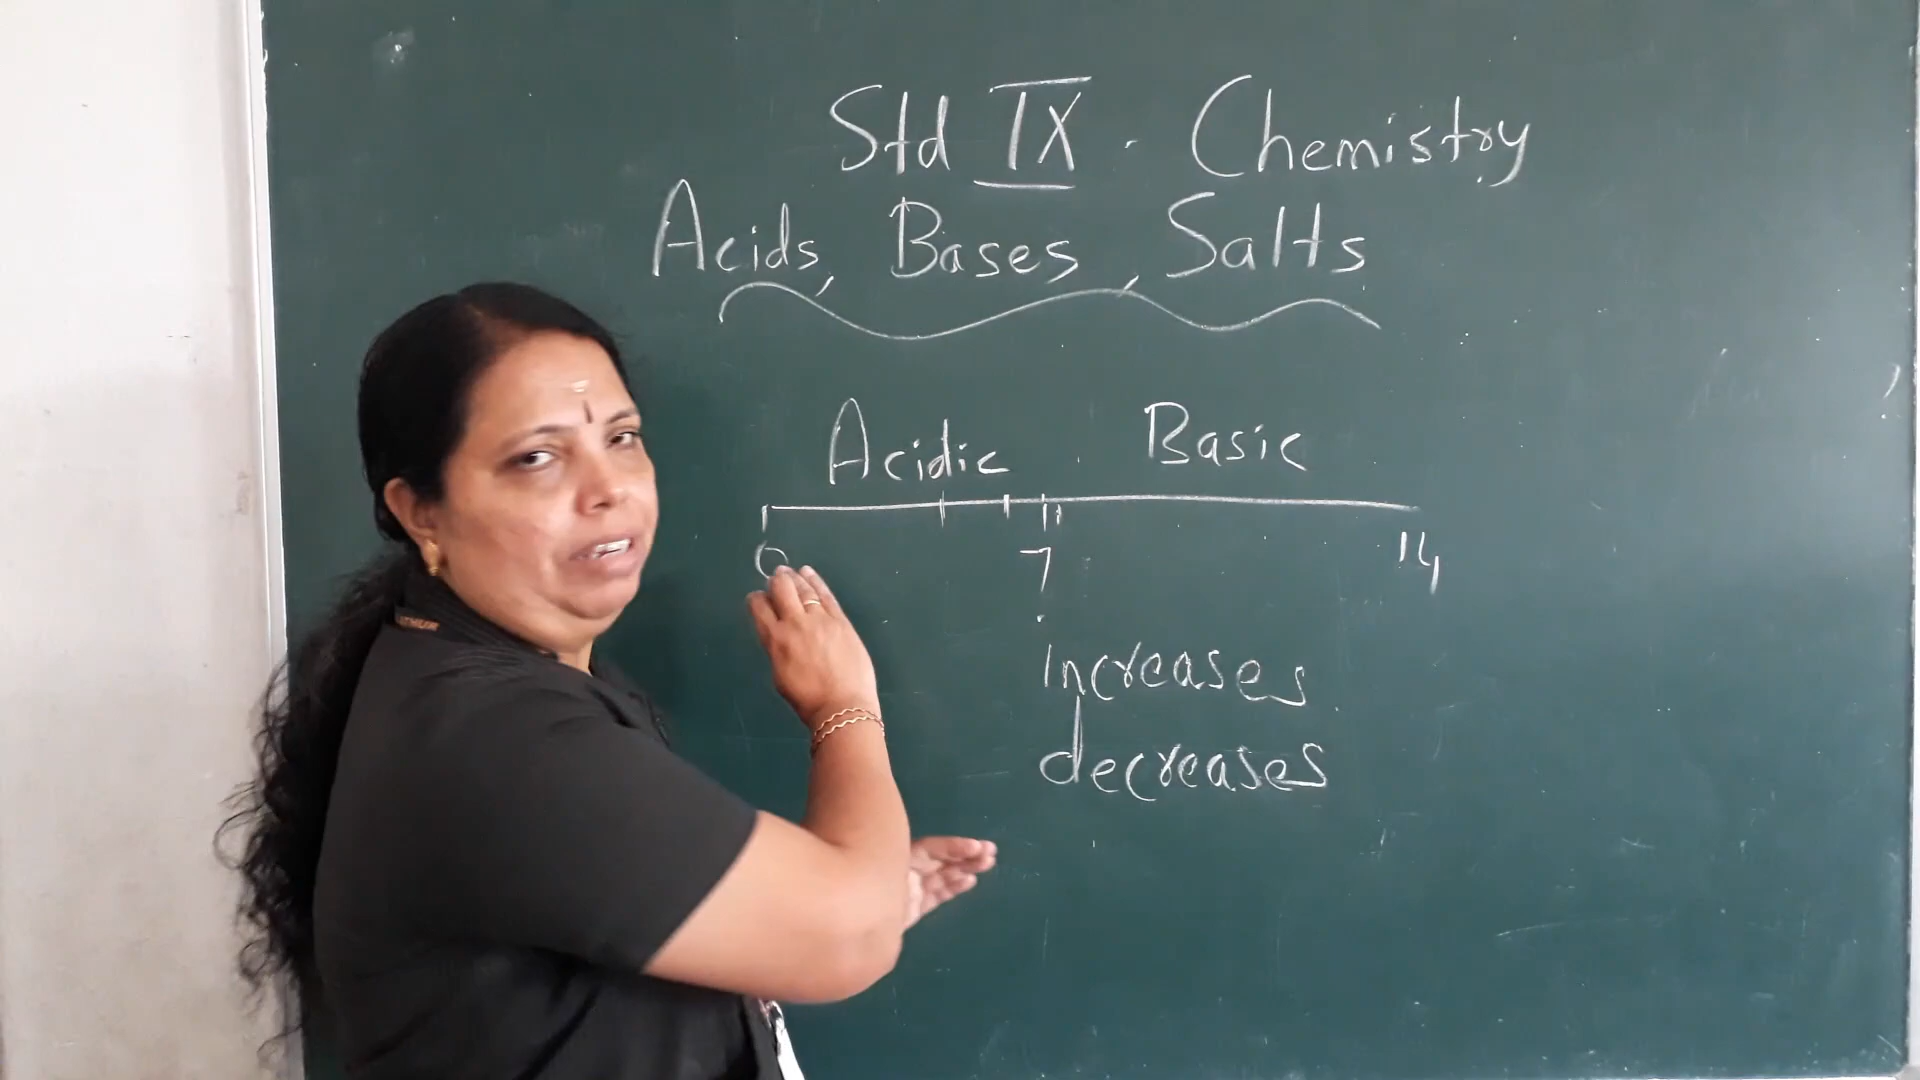 Std IX · Chemistry
Acids, Bases, Salts
Acidic Basic
0 7 14
increases
decreases